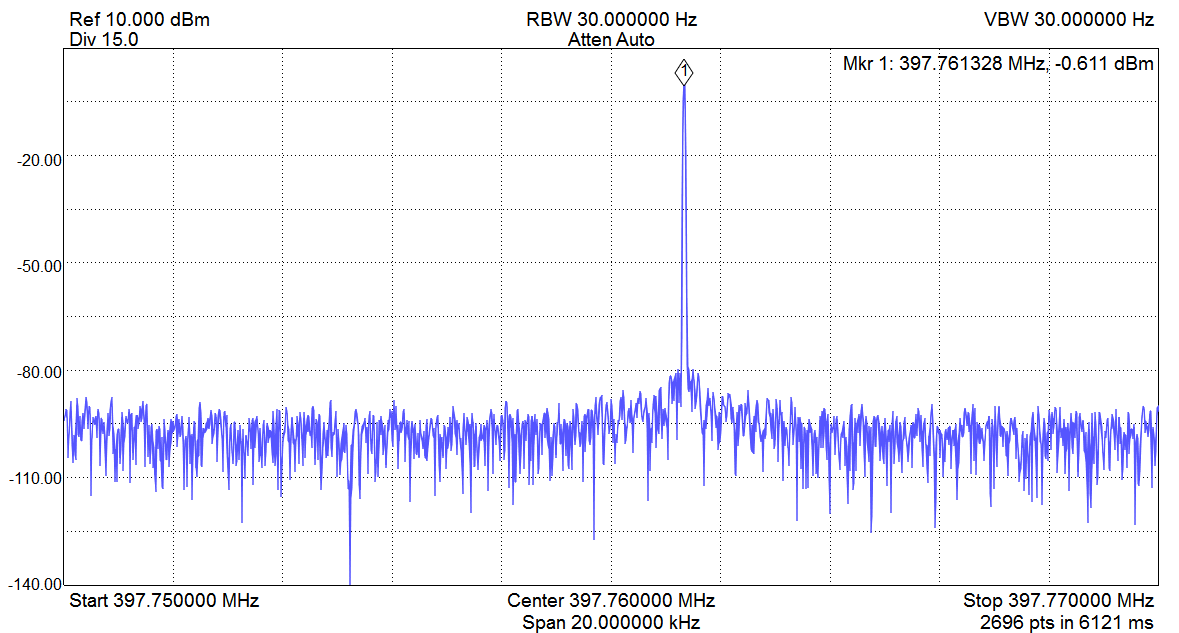 Ref 10.000 dBm RBW 30.000000 Hz VBW 30.000000 Hz
Div 15.0 Atten Auto
Mkr 1: 397.761328 MHz, -0.611 dBm
1
-20.00
-50.00
-80.00
-110.00
-140.00
Start 397.750000 MHz Center 397.760000 MHz Stop 397.770000 MHz
Span 20.000000 kHz 2696 pts in 6121 ms